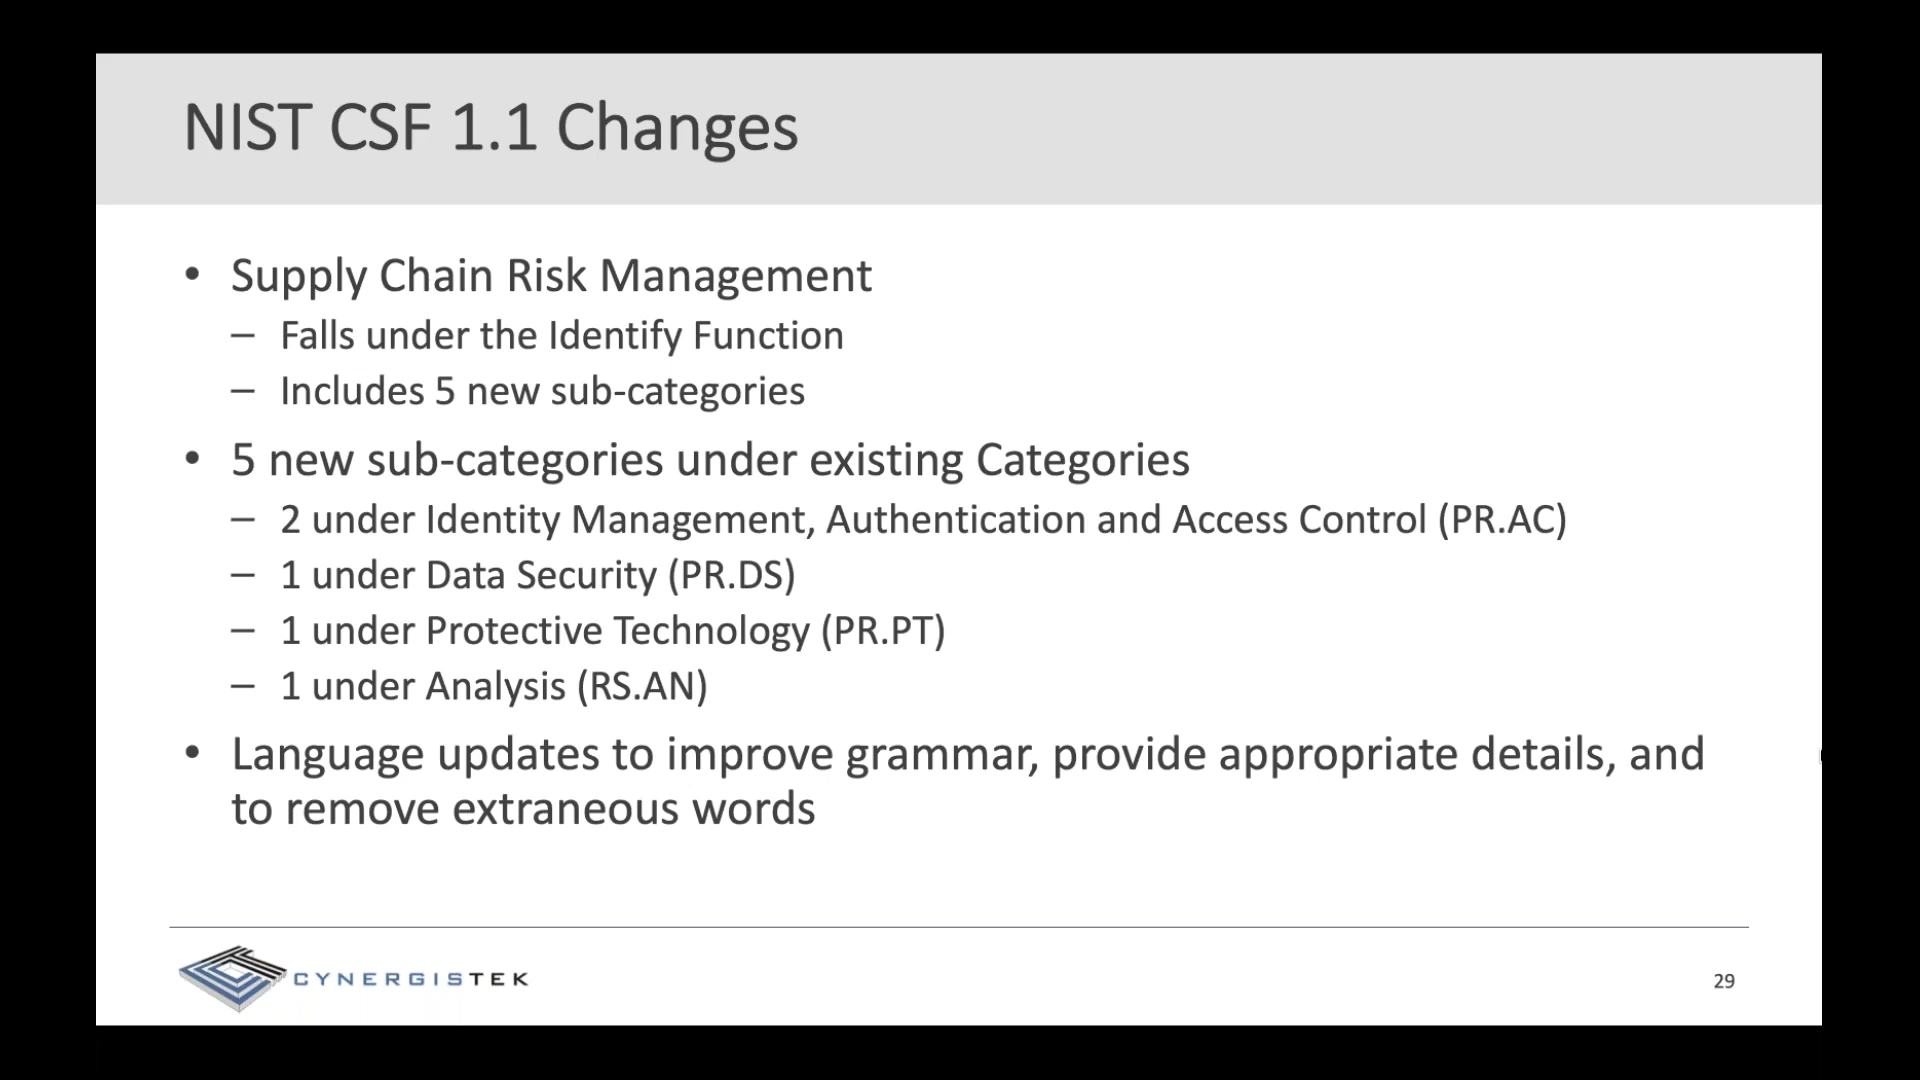 NIST CSF 1.1 Changes
• Supply Chain Risk Management
– Falls under the Identify Function
– Includes 5 new sub-categories
• 5 new sub-categories under existing Categories
– 2 under Identity Management, Authentication and Access Control (PR.AC)
– 1 under Data Security (PR.DS)
– 1 under Protective Technology (PR.PT)
– 1 under Analysis (RS.AN)
• Language updates to improve grammar, provide appropriate details, and
to remove extraneous words
CYNERGISTEK
29